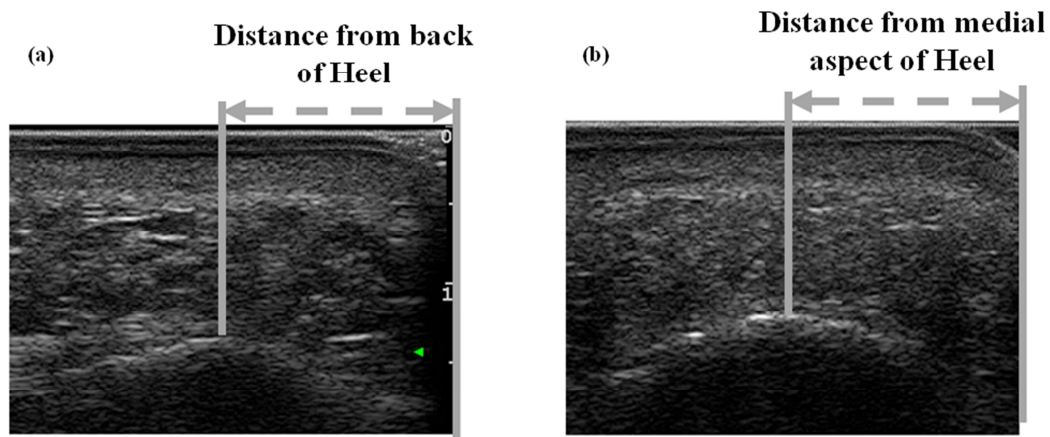 (a)
Distance from back
of Heel
(b)
Distance from medial
aspect of Heel
0
1